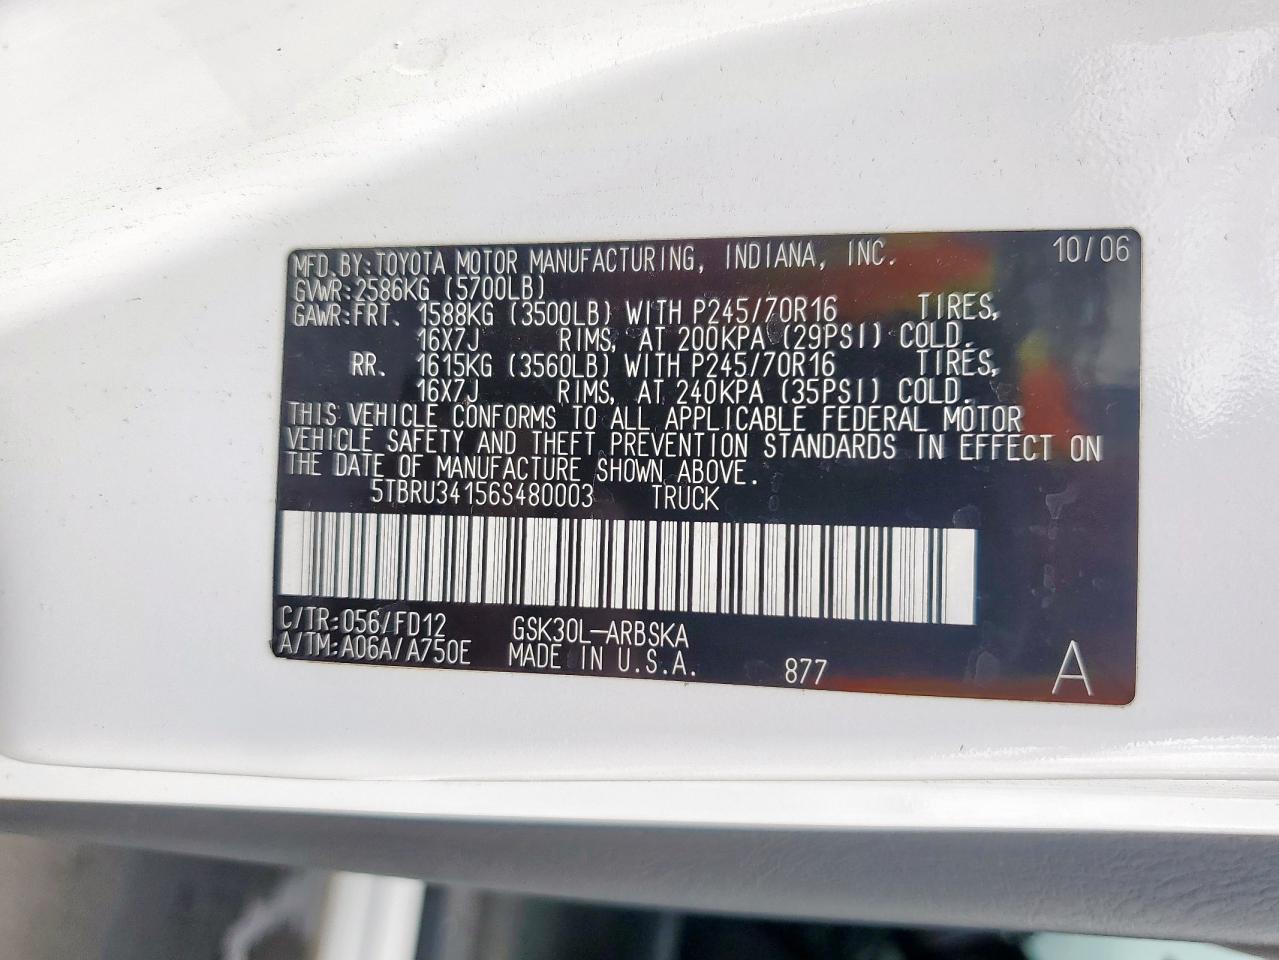 MFD.BY:TOYOTA MOTOR MANUFACTURING, INDIANA, INC. 10/06
GVWR:2586KG (5700LB)
GAWR:FRT. 1588KG (3500LB) WITH P245/70R16 TIRES,
16X7J RIMS, AT 200KPA (29PSI) COLD.
RR. 1615KG (3560LB) WITH P245/70R16 TIRES,
16X7J RIMS, AT 240KPA (35PSI) COLD.
THIS VEHICLE CONFORMS TO ALL APPLICABLE FEDERAL MOTOR
VEHICLE SAFETY AND THEFT PREVENTION STANDARDS IN EFFECT ON
THE DATE OF MANUFACTURE SHOWN ABOVE.
5TBRU34156S480003 TRUCK
C/TR:056/FD12 GSK30L-ARBSKA
A/TM:A06A/A750E MADE IN U.S.A. 877 A